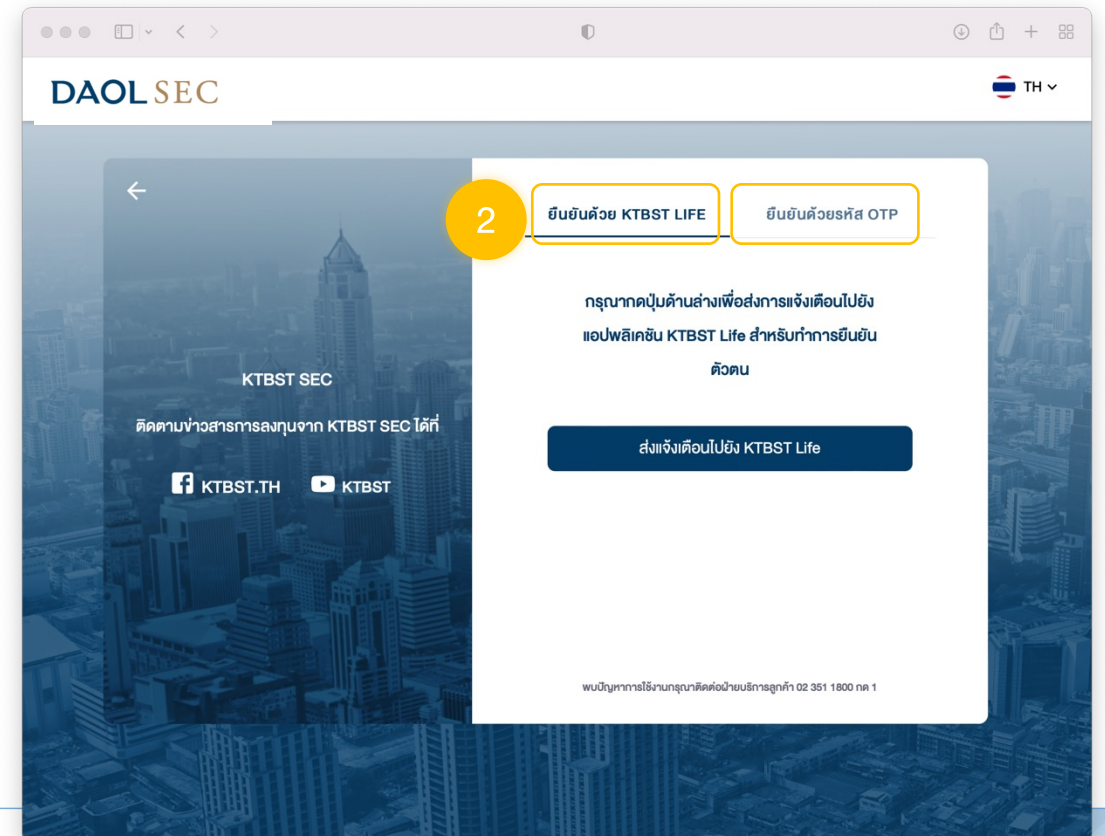 DAOL SEC
TH
2
ยืนยันด้วย KTBST LIFE
ยืนยันด้วยรหัส OTP
กรุณากดปุ่มด้านล่างเพื่อส่งการแจ้งเตือนไปยัง
แอปพลิเคชัน KTBST Life สำหรับทำการยืนยัน
ตัวตน
ส่งแจ้งเตือนไปยัง KTBST Life
พบปัญหาการใช้งานกรุณาติดต่อฝ่ายบริการลูกค้า 02 351 1800 กด 1
KTBST SEC
ติดตามข่าวสารการลงทุนจาก KTBST SEC ได้ที่
KTBST.TH
KTBST